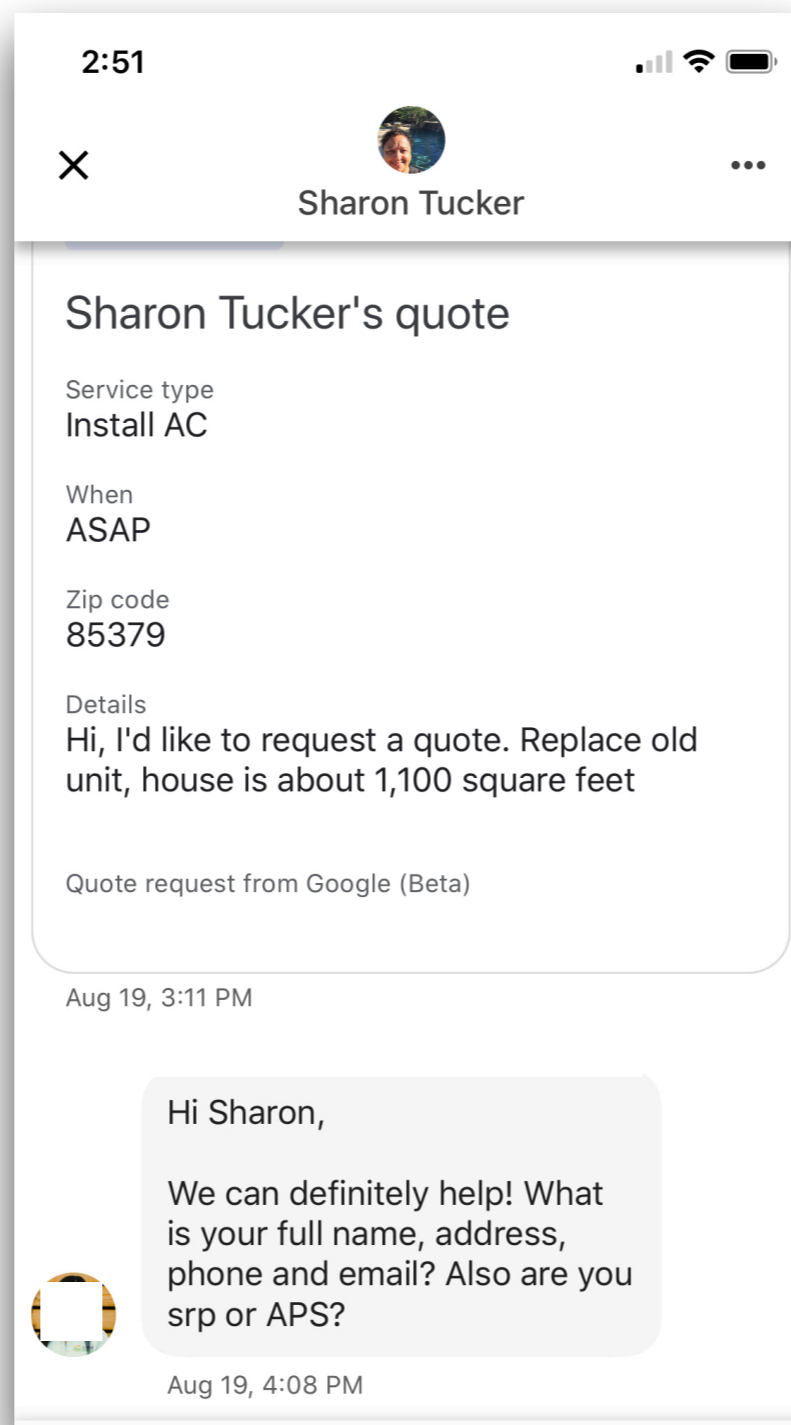 2:51
Sharon Tucker
Sharon Tucker's quote
Service type
Install AC
When
ASAP
Zip code
85379
Details
Hi, I'd like to request a quote. Replace old
unit, house is about 1,100 square feet
Quote request from Google (Beta)
Aug 19, 3:11 PM
Hi Sharon,
We can definitely help! What
is your full name, address,
phone and email? Also are you
srp or APS?
Aug 19, 4:08 PM